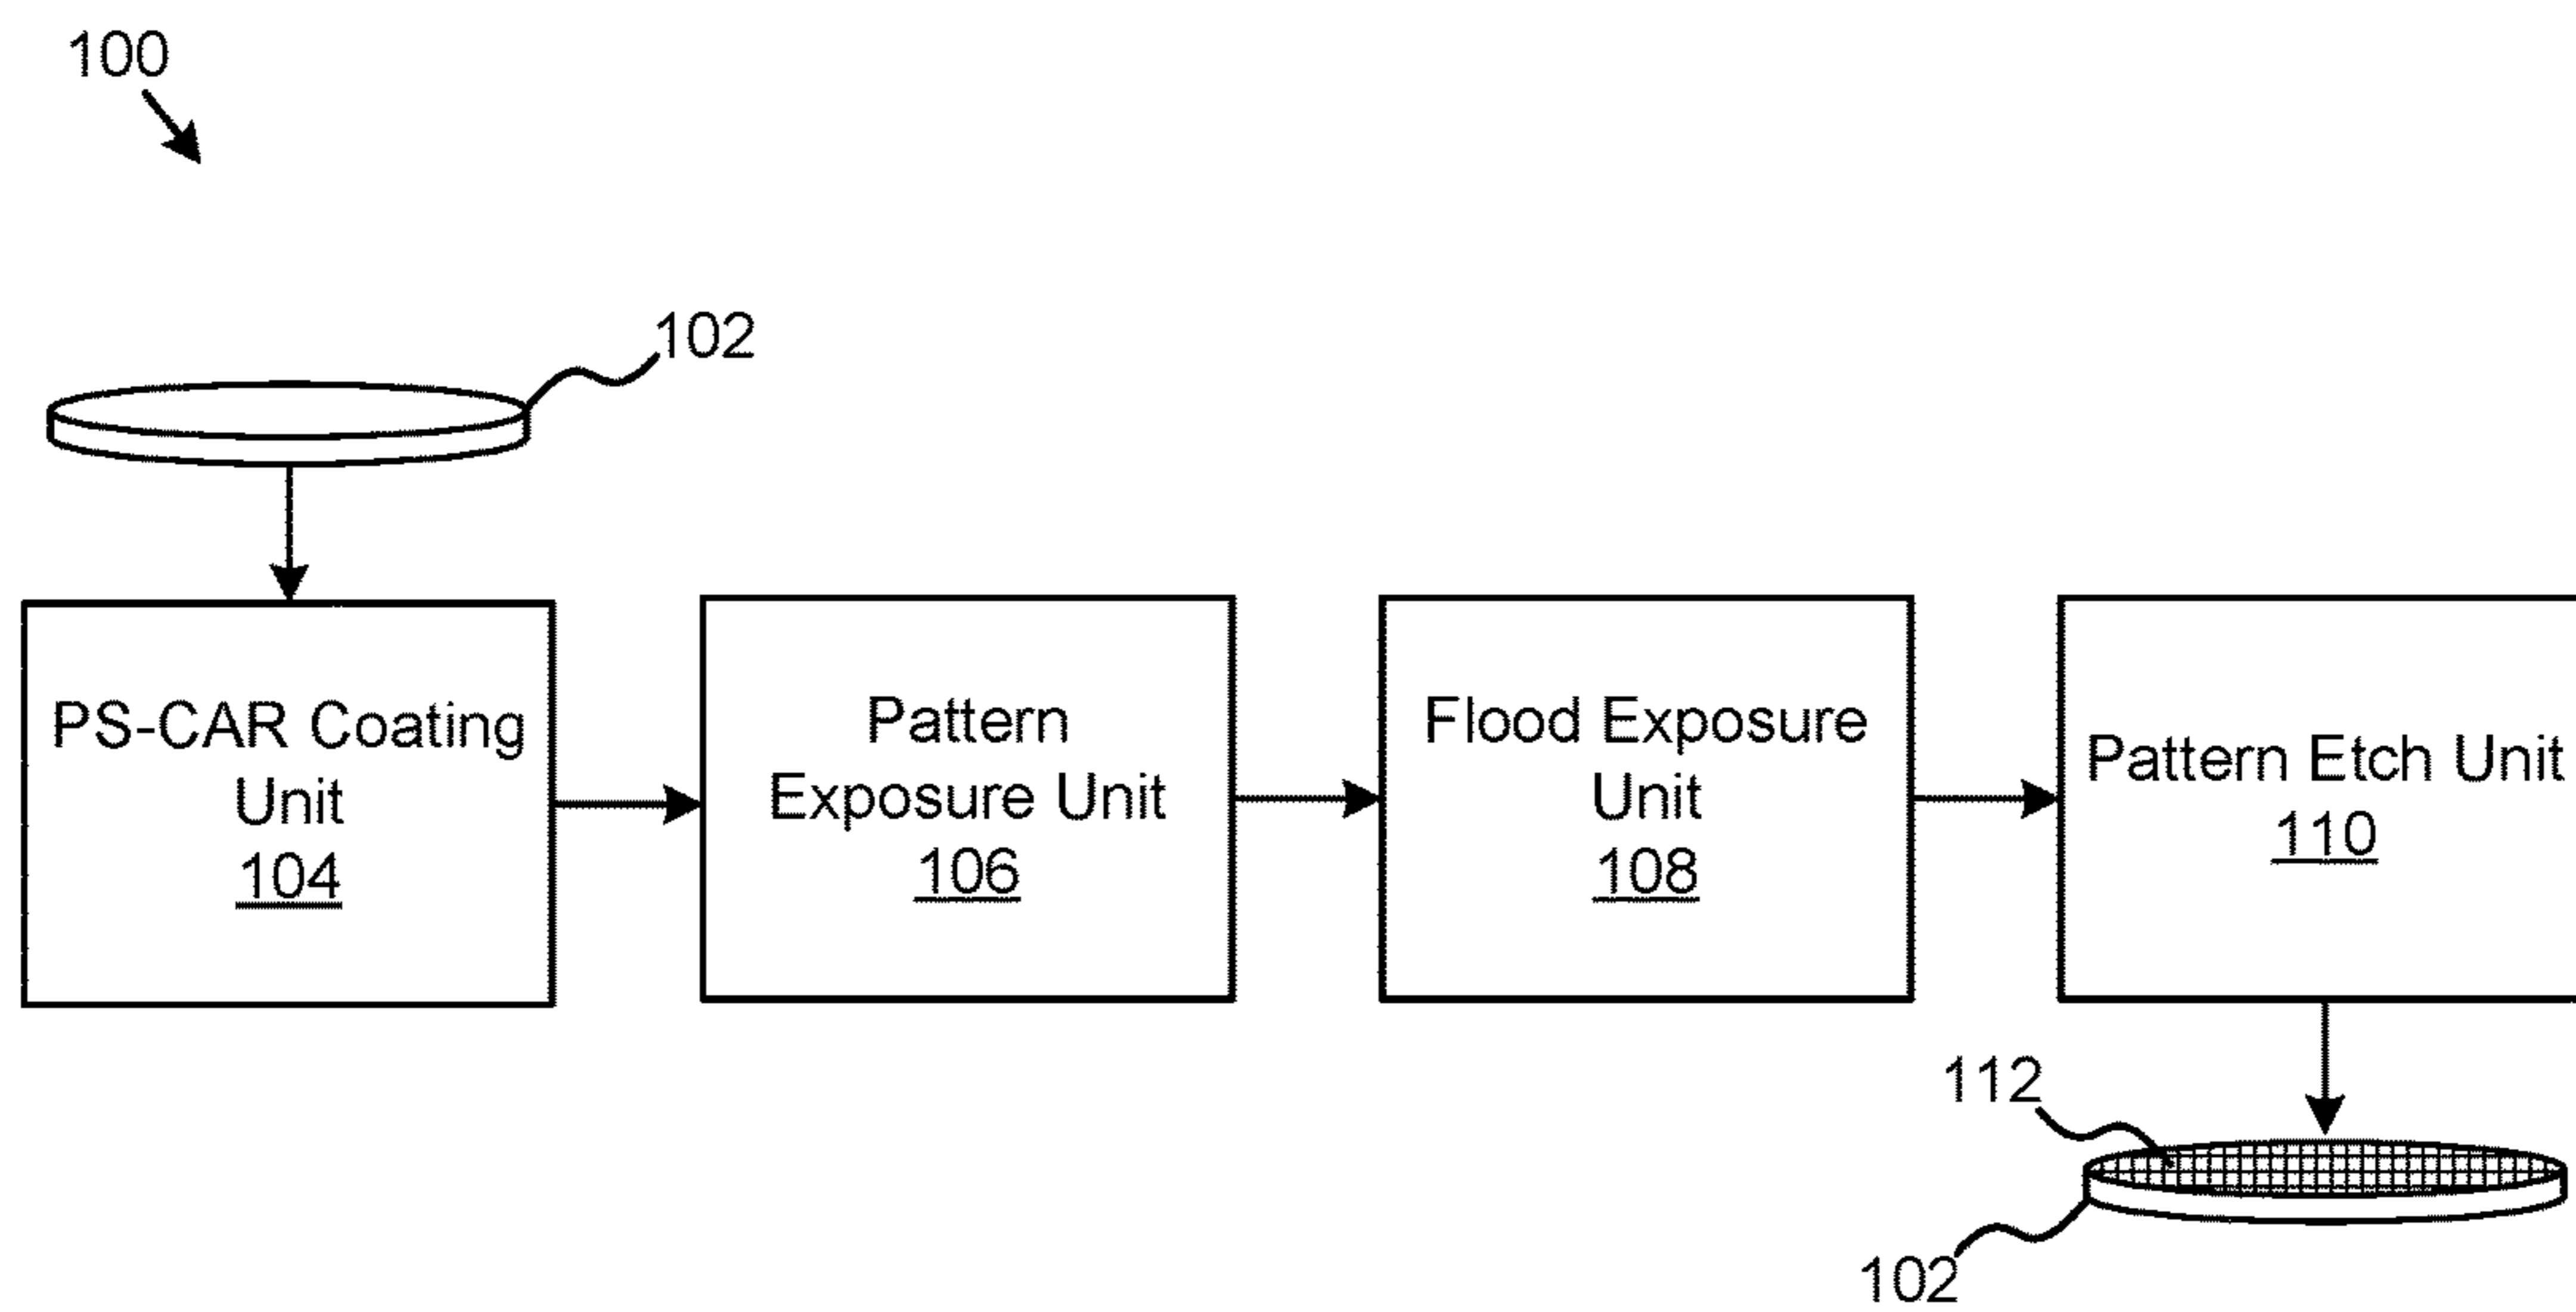 100
102
PS-CAR Coating
Unit
104
Pattern
Exposure Unit
106
Flood Exposure
Unit
108
Pattern Etch Unit
110
112
102